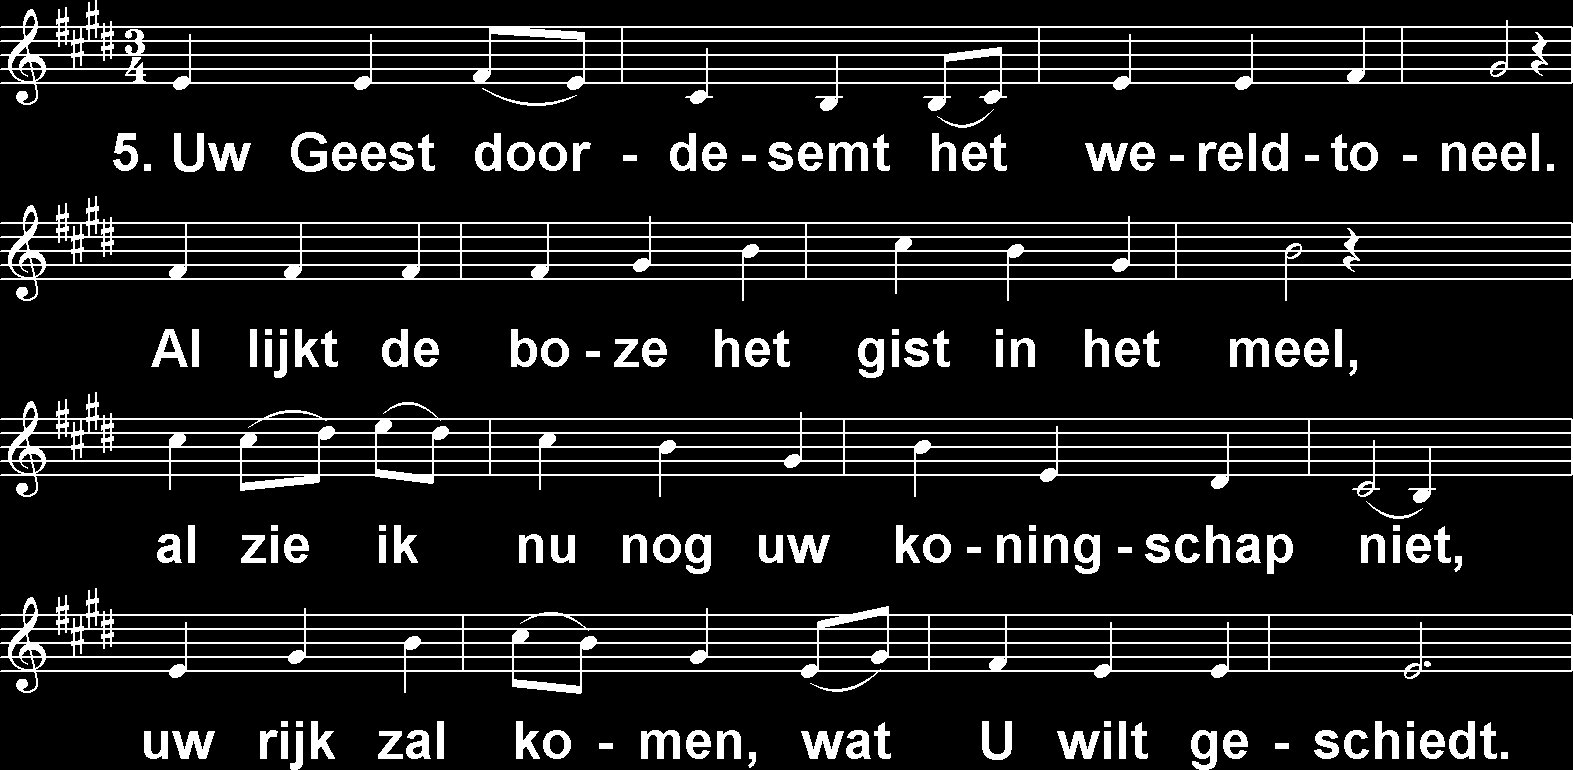 5. Uw Geest door - de - semt het we - reld - to - neel.
Al lijkt de bo - ze het gist in het meel,
al zie ik nu nog uw ko - ning - schap niet,
uw rijk zal ko - men, wat U wilt ge - schiedt.